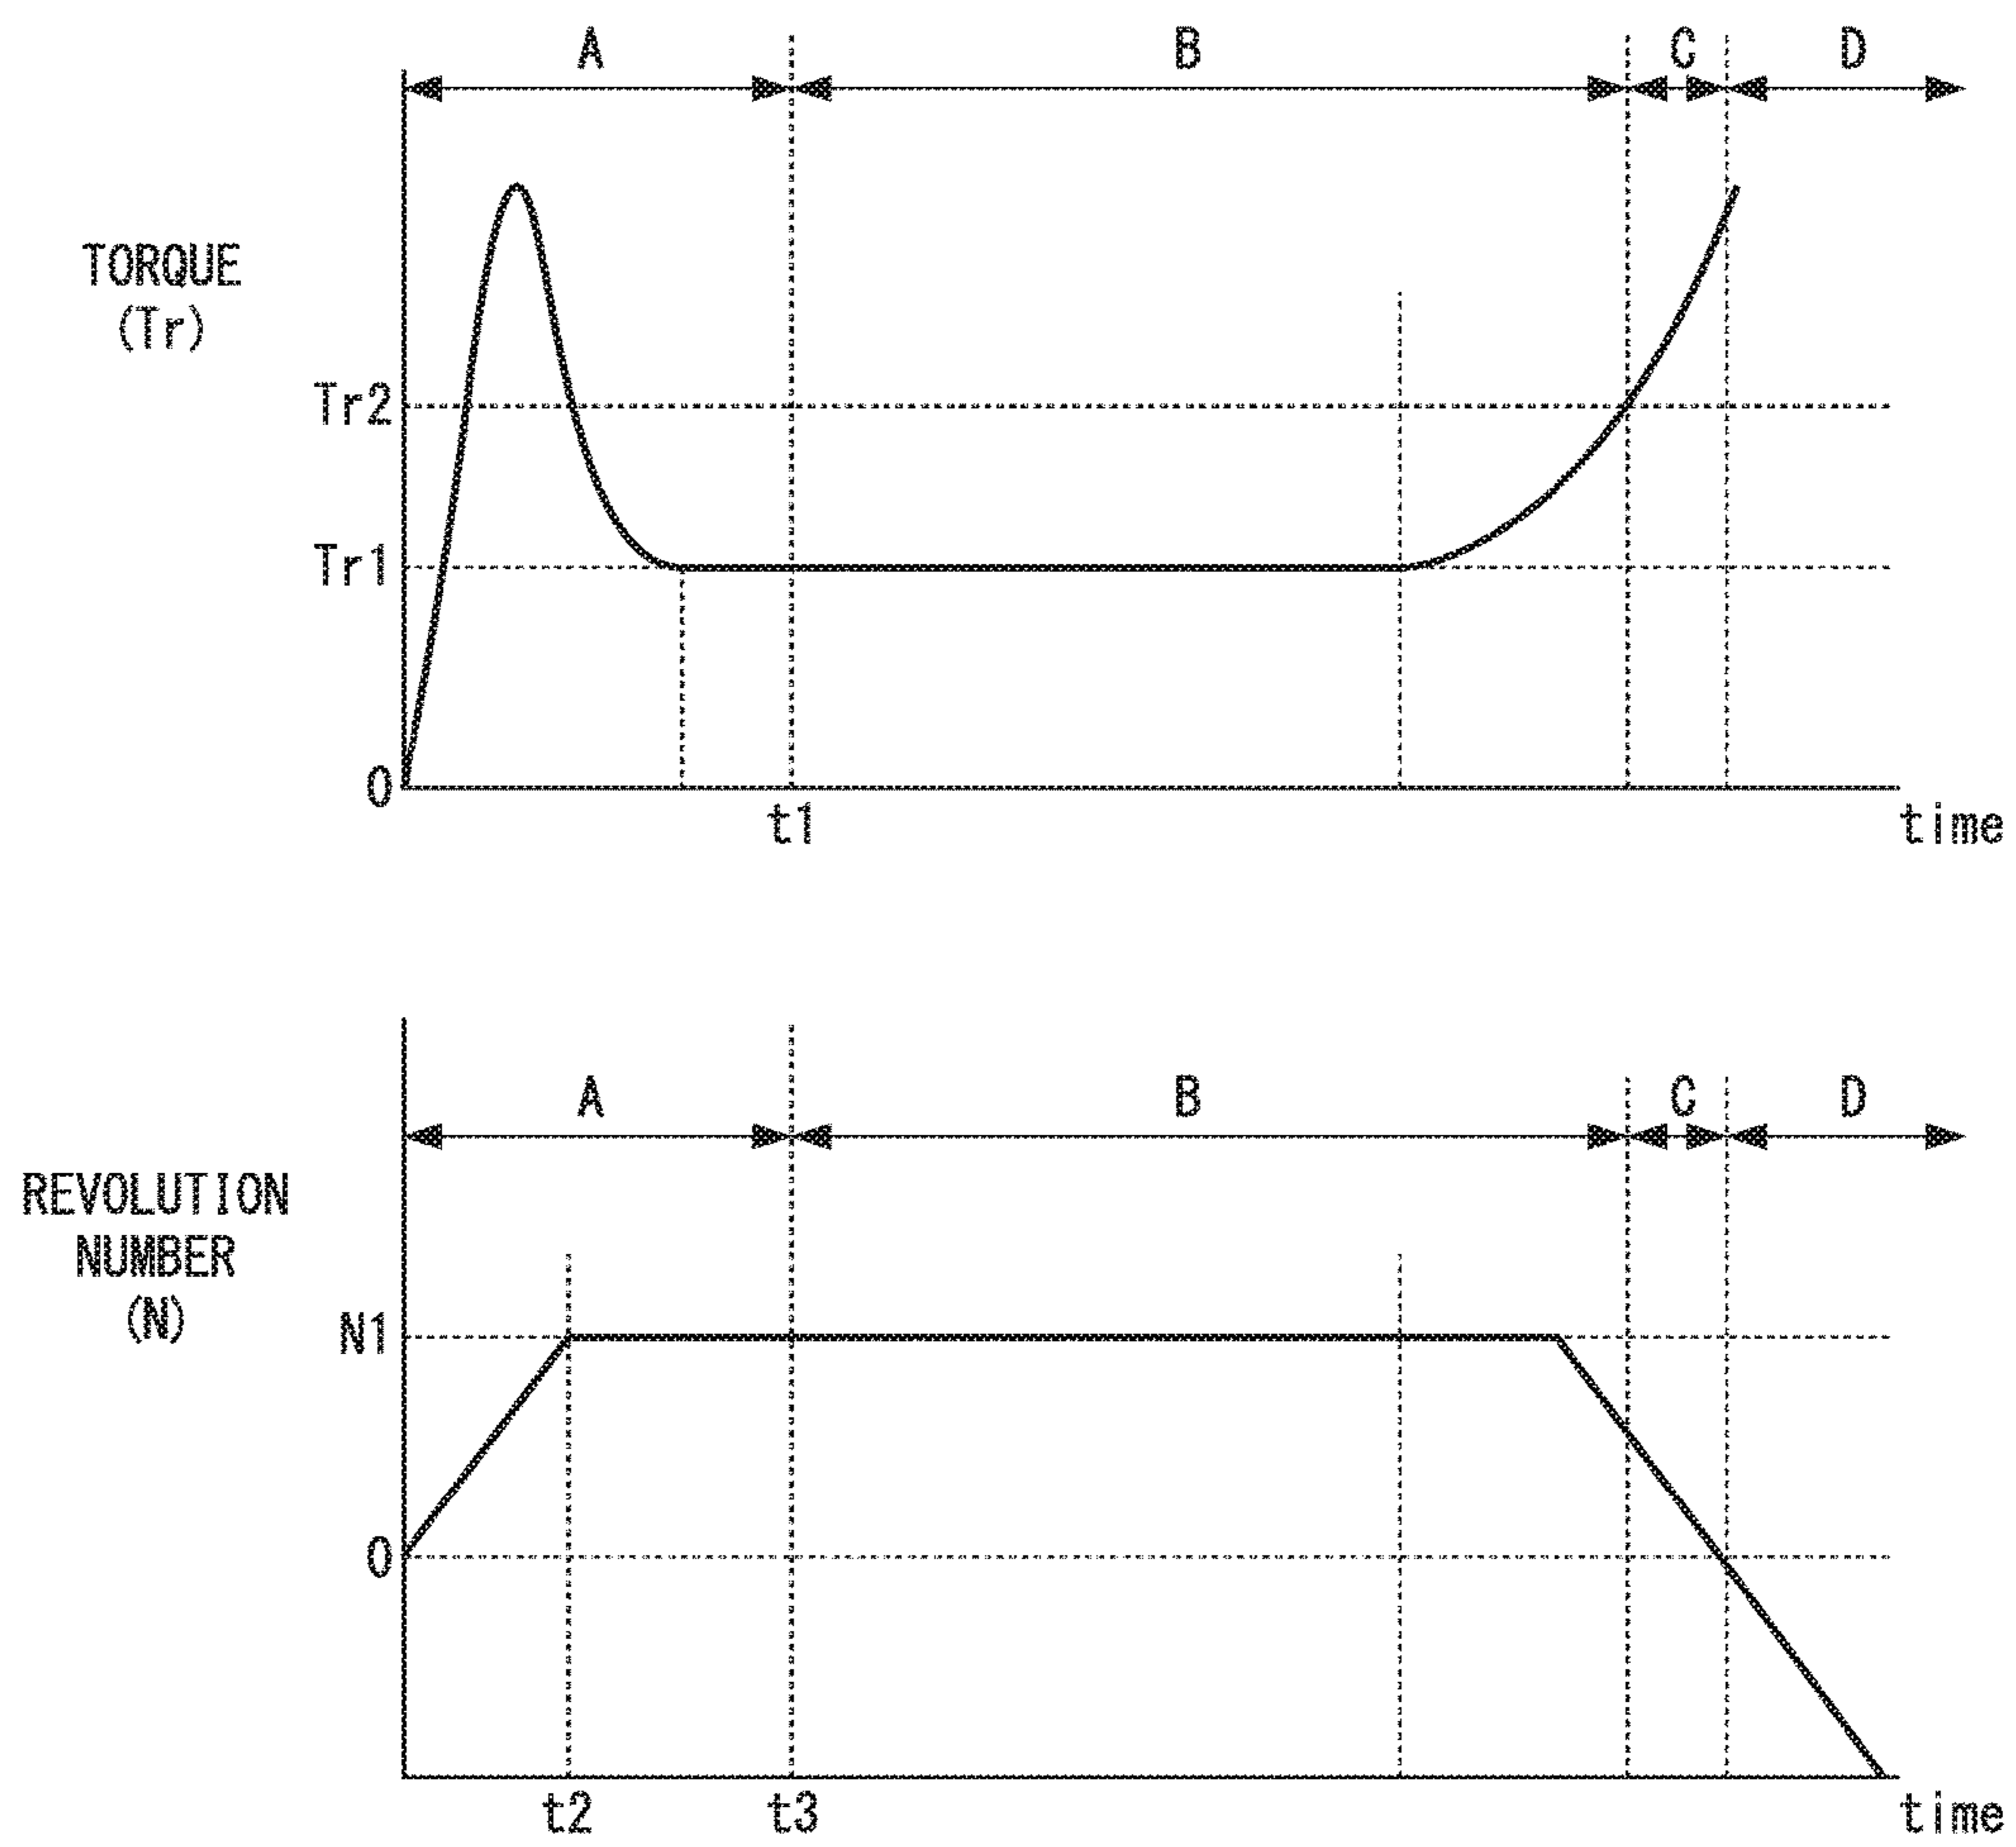 A B C D
TORQUE
(Tr)
Tr2
Tr1
0
t1 time
A B C D
REVOLUTION
NUMBER
(N)
N1
0
t2 t3 time